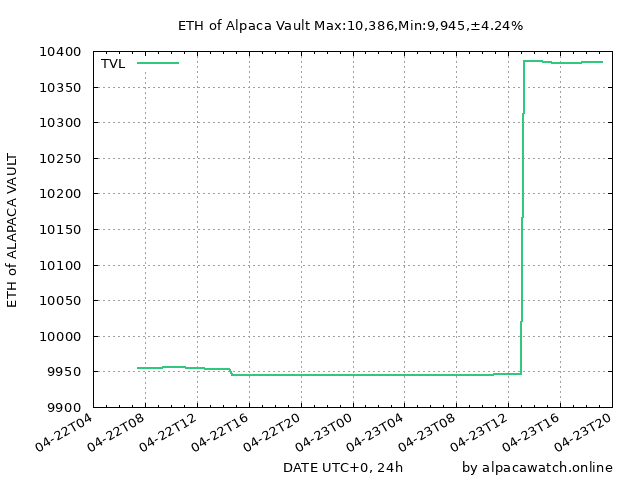 ETH of Alpaca Vault Max:10,386,Min:9,945,±4.24%
TVL
10400
10350
10300
10250
10200
10150
10100
10050
10000
9950
9900
ETH of ALAPACA VAULT
04-22T04
04-22T08
04-22T12
04-22T16
04-22T20
04-23T00
04-23T04
04-23T08
04-23T12
04-23T16
04-23T20
DATE UTC+0, 24h
by alpacawatch.online